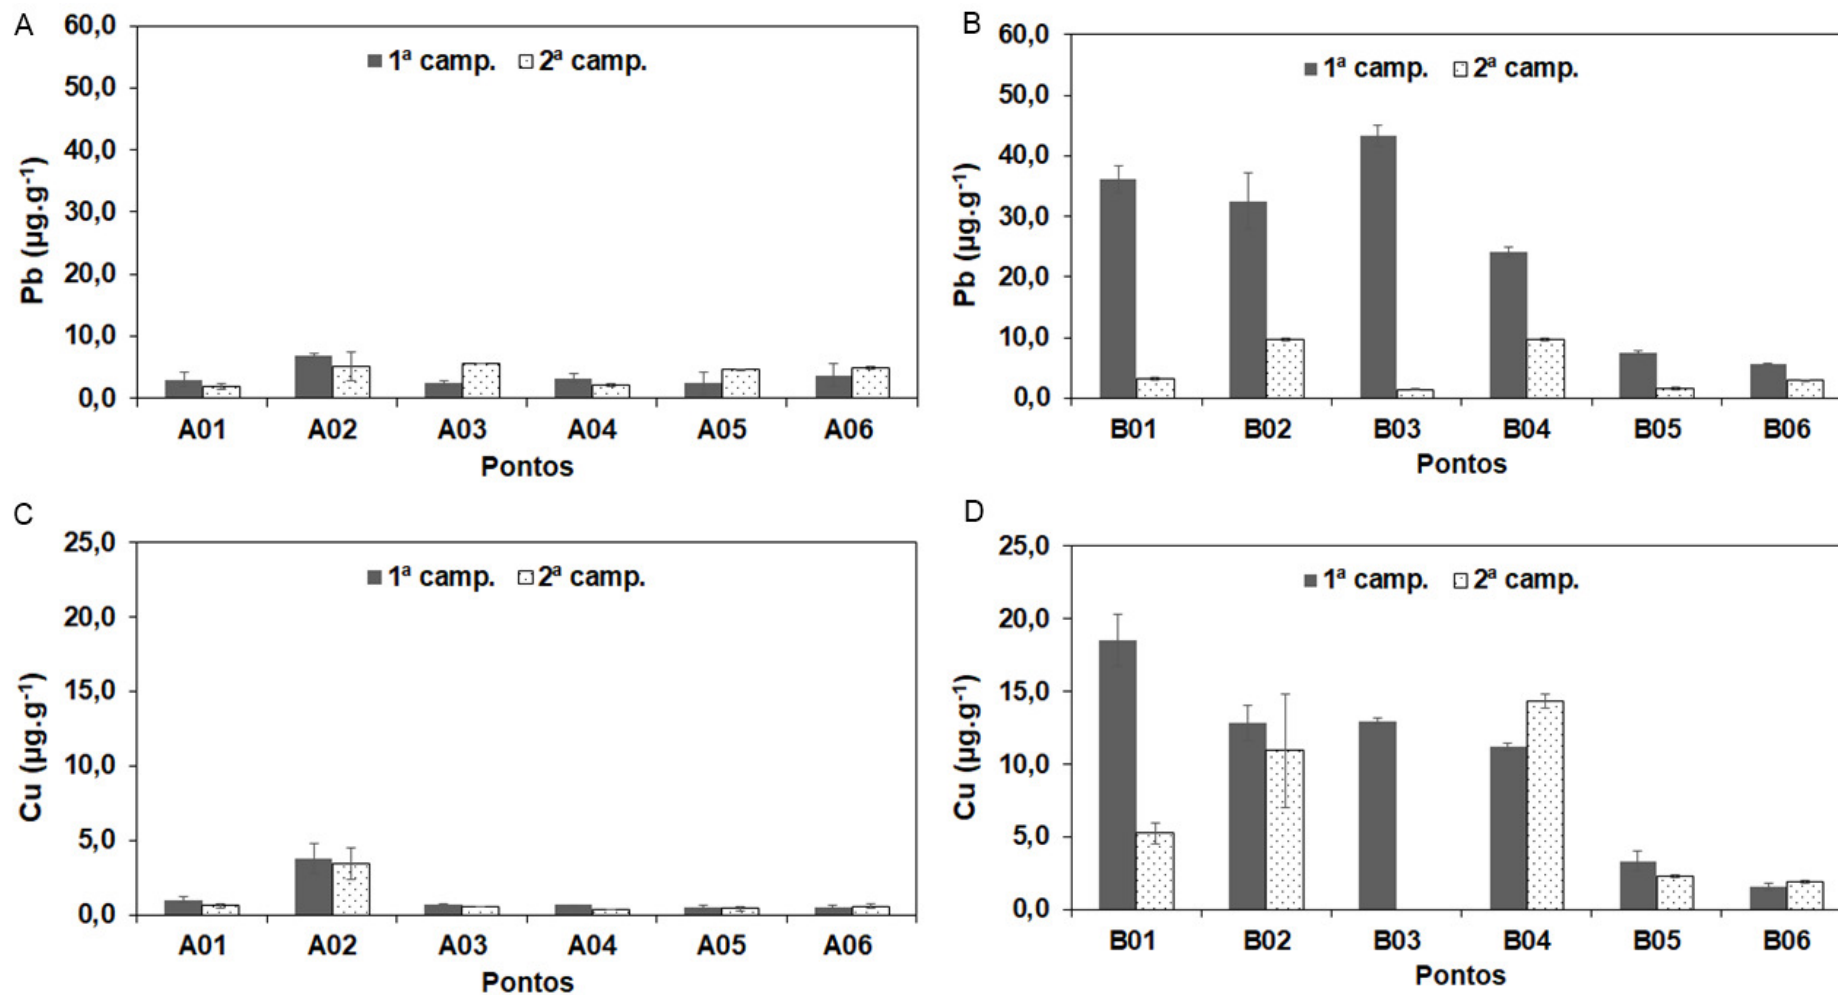 A
60,0
50,0
40,0
30,0
20,0
10,0
0,0
Pb (µg.g⁻¹)
1ª camp. 2ª camp.
A01 A02 A03 A04 A05 A06
Pontos
B
60,0
50,0
40,0
30,0
20,0
10,0
0,0
Pb (µg.g⁻¹)
1ª camp. 2ª camp.
B01 B02 B03 B04 B05 B06
Pontos
C
25,0
20,0
15,0
10,0
5,0
0,0
Cu (µg.g⁻¹)
1ª camp. 2ª camp.
A01 A02 A03 A04 A05 A06
Pontos
D
25,0
20,0
15,0
10,0
5,0
0,0
Cu (µg.g⁻¹)
1ª camp. 2ª camp.
B01 B02 B03 B04 B05 B06
Pontos